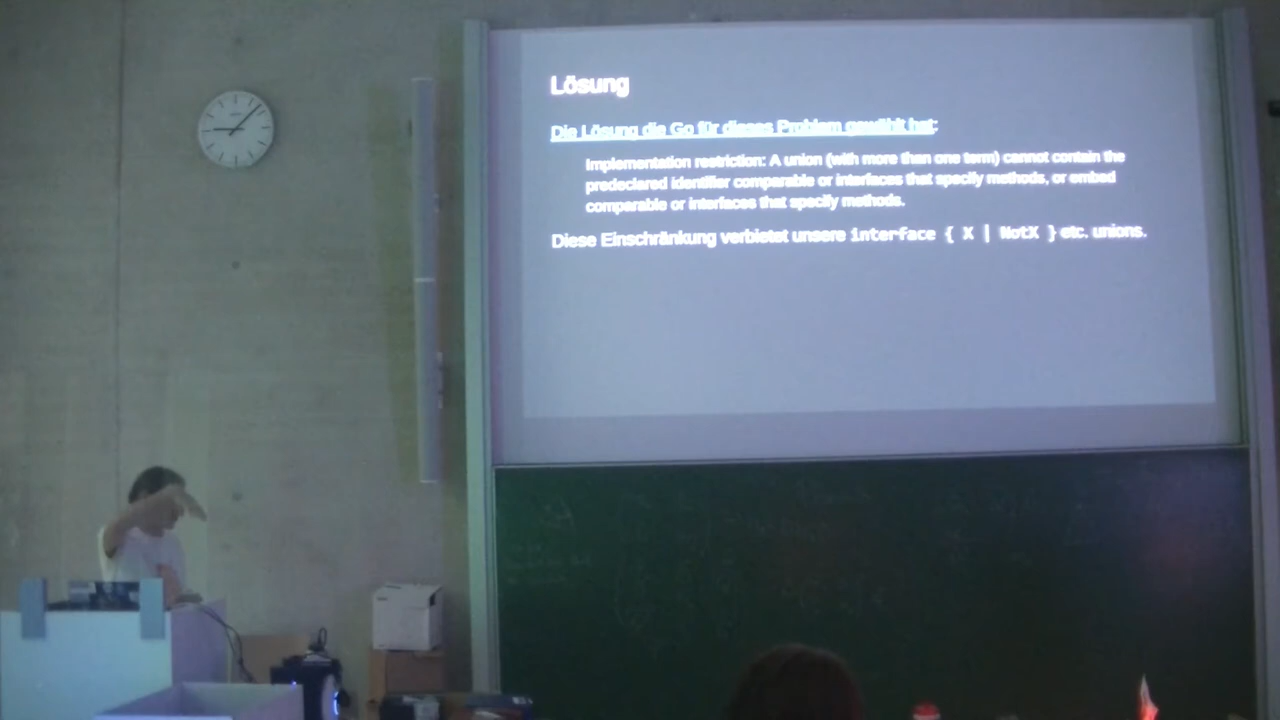 Lösung
Die Lösung die Go für dieses Problem gewählt hat:
Implementation restriction: A union (with more than one term) cannot contain the
predeclared identifier comparable or interfaces that specify methods, or embed
comparable or interfaces that specify methods.
Diese Einschränkung verbietet unsere interface { X | NotX } etc. unions.